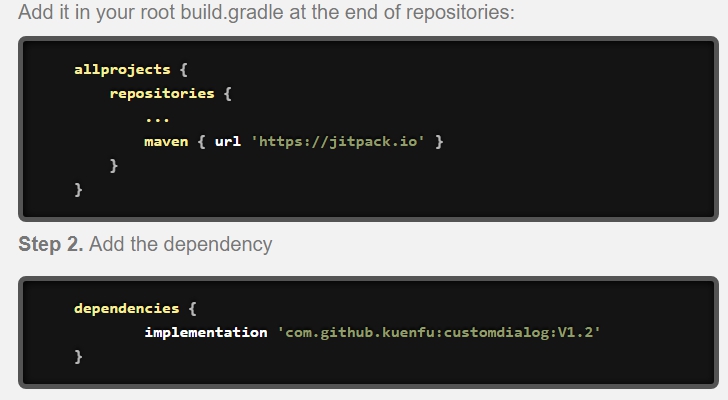 Add it in your root build.gradle at the end of repositories:
allprojects {
repositories {
...
maven { url 'https://jitpack.io' }
}
}
Step 2. Add the dependency
dependencies {
implementation 'com.github.kuenfu:customdialog:V1.2'
}